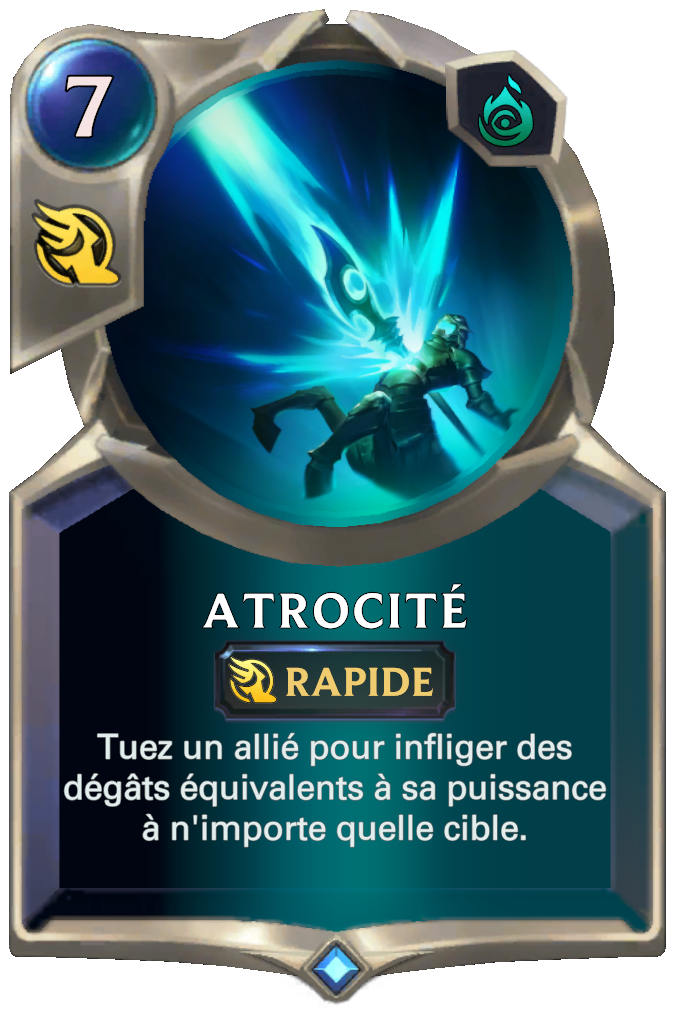 7
ATROCITÉ
RAPIDE
Tuez un allié pour infliger des
dégâts équivalents à sa puissance
à n'importe quelle cible.